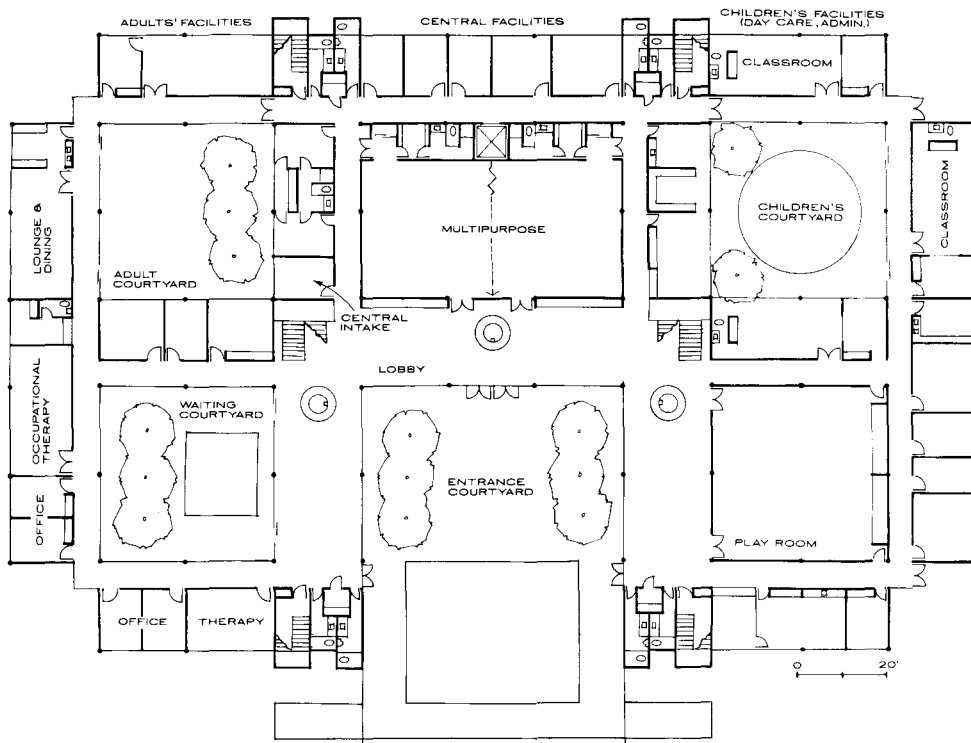 ADULTS' FACILITIES
CENTRAL FACILITIES
CHILDREN'S FACILITIES
(DAY CARE, ADMIN.)
CLASSROOM
LOUNGE &
DINING
ADULT
COURTYARD
CENTRAL
INTAKE
MULTIPURPOSE
CHILDREN'S
COURTYARD
CLASSROOM
LOBBY
OCCUPATIONAL
THERAPY
WAITING
COURTYARD
ENTRANCE
COURTYARD
OFFICE
PLAY ROOM
OFFICE
THERAPY
0 20'